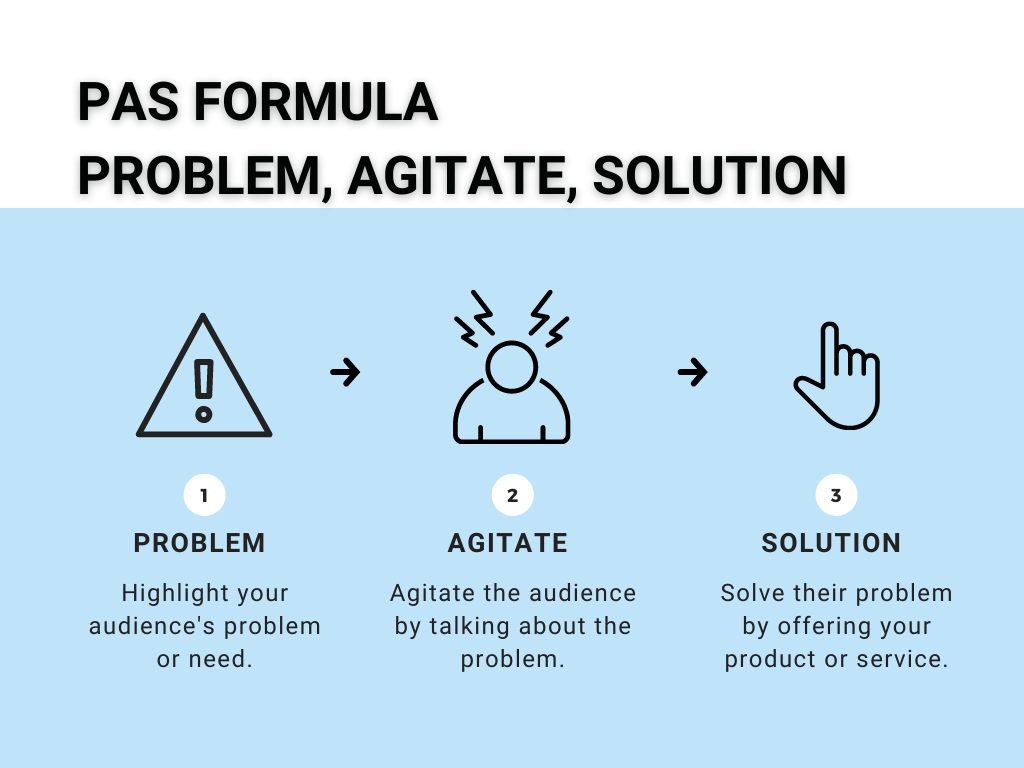 PAS FORMULA
PROBLEM, AGITATE, SOLUTION
1
PROBLEM
Highlight your
audience's problem
or need.
2
AGITATE
Agitate the audience
by talking about the
problem.
3
SOLUTION
Solve their problem
by offering your
product or service.